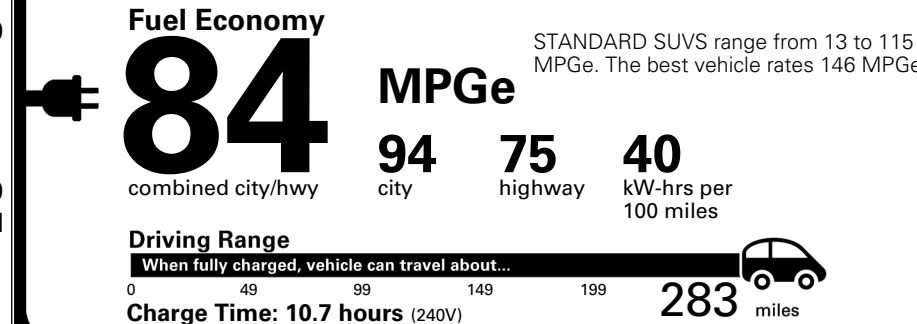 Fuel Economy
84
combined city/hwy
MPGe
STANDARD SUVS range from 13 to 115
MPGe. The best vehicle rates 146 MPGe
94
city
75
highway
40
kW-hrs per
100 miles
Driving Range
When fully charged, vehicle can travel about...
0 49 99 149 199 283 miles
Charge Time: 10.7 hours (240V)